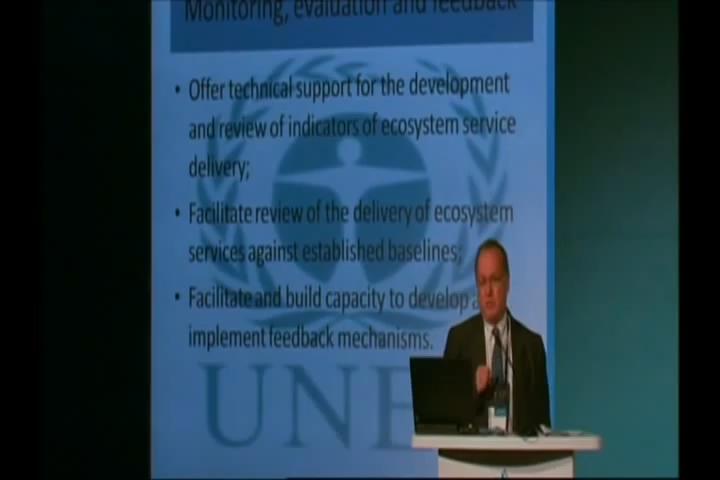 Monitoring, evaluation and feedback
• Offer technical support for the development
and review of indicators of ecosystem service
delivery;
• Facilitate review of the delivery of ecosystem
services against established baselines;
• Facilitate and build capacity to develop a
implement feedback mechanisms.
UNE